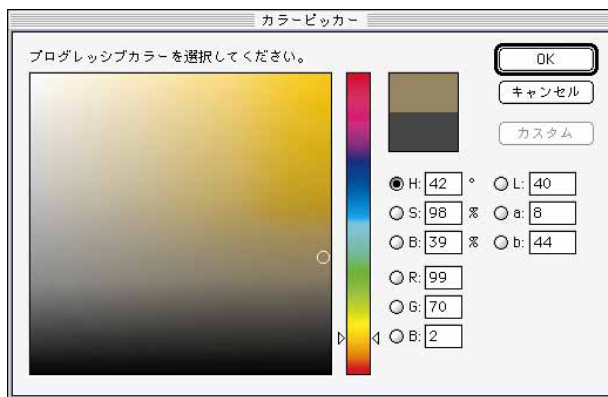 カラーピッカー
プログレッシブカラーを選択してください。
OK
キャンセル
カスタム
H: 42 ° L: 40
S: 98 % a: 8
B: 39 % b: 44
R: 99
G: 70
B: 2